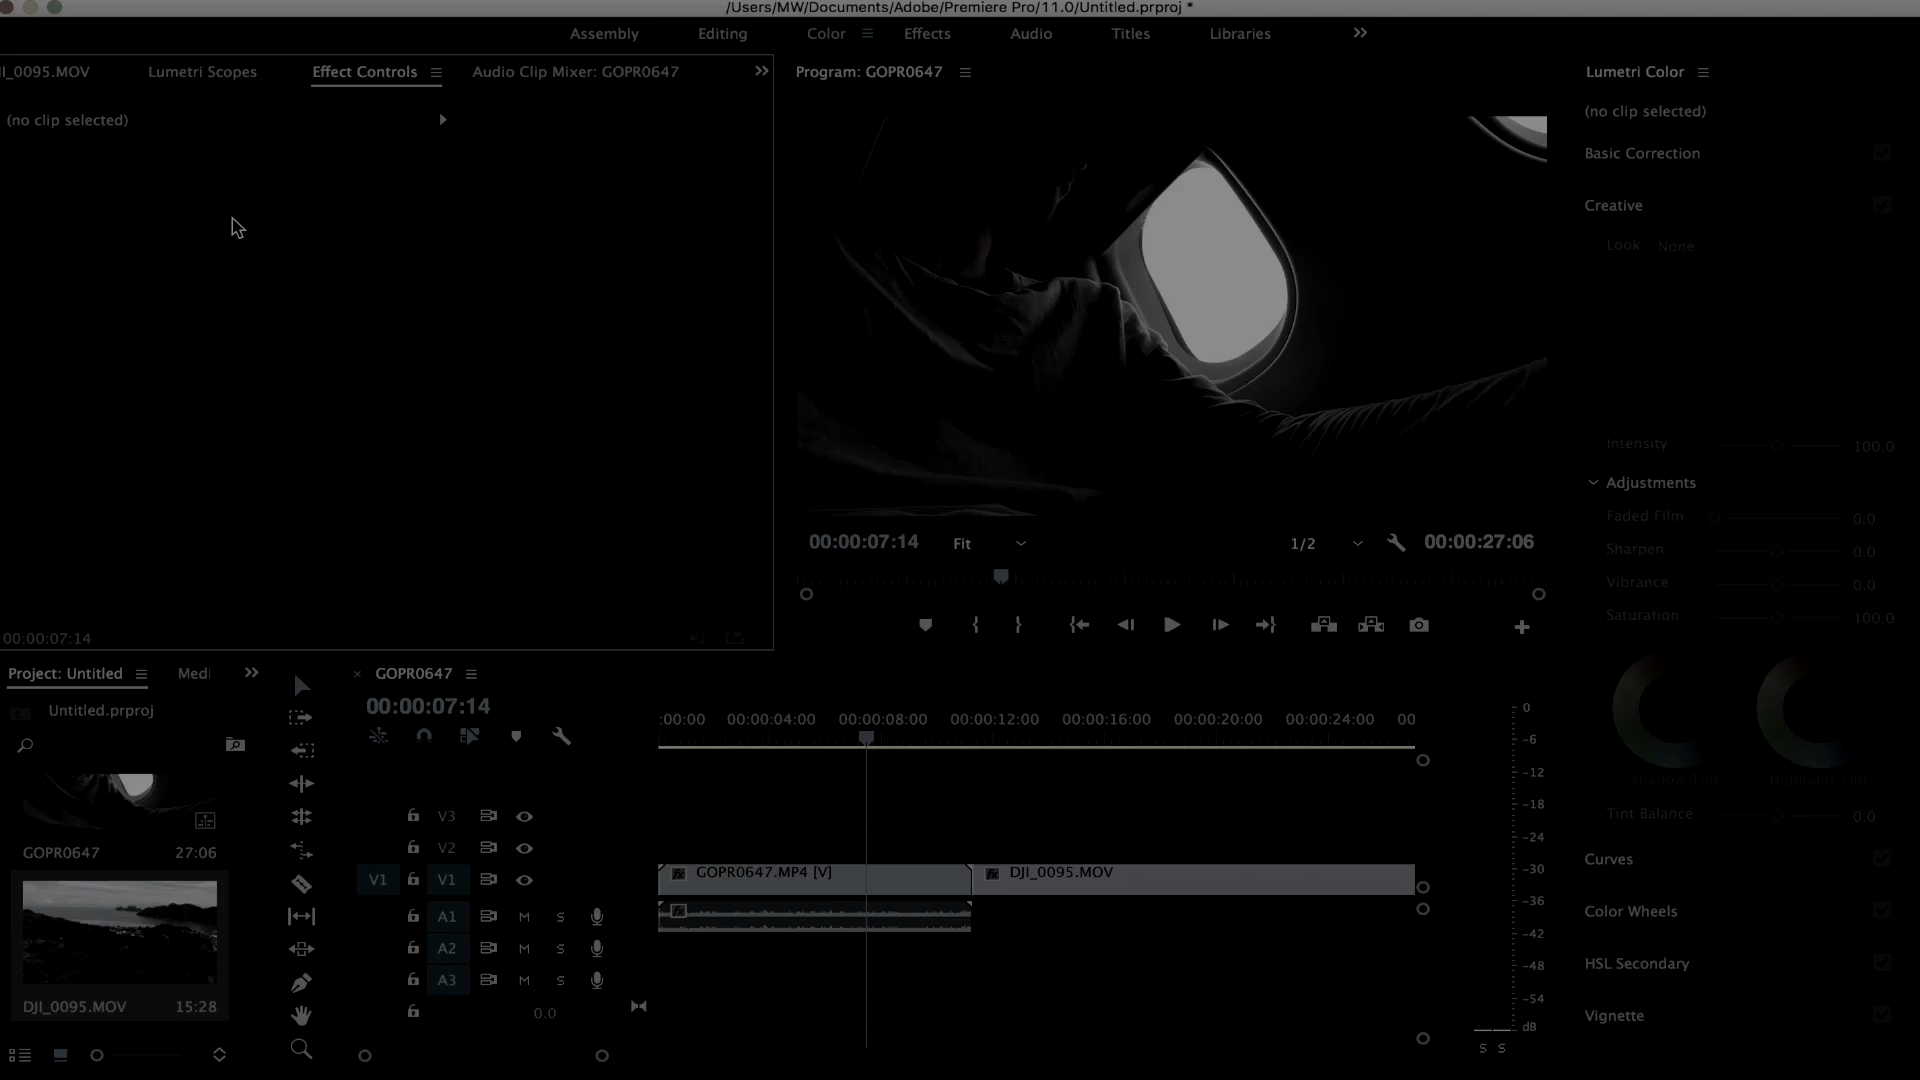 /Users/MW/Documents/Adobe/Premiere Pro/11.0/Untitled.prproj *
Assembly Editing Color Effects Audio Titles Libraries
JI_0095.MOV Lumetri Scopes Effect Controls Audio Clip Mixer: GOPR0647
(no clip selected)
00:00:07:14
Program: GOPR0647
00:00:07:14 Fit 1/2 00:00:27:06
Lumetri Color
(no clip selected)
Basic Correction
Creative
Look None
Intensity 100.0
Adjustments
Faded Film 0.0
Sharpen 0.0
Vibrance 0.0
Saturation 100.0
Shadow Tint Highlight Tint
Tint Balance 0.0
Curves
Color Wheels
HSL Secondary
Vignette
Project: Untitled Medi
Untitled.prproj
GOPR0647 27:06
DJI_0095.MOV 15:28
GOPR0647
00:00:07:14
:00:00 00:00:04:00 00:00:08:00 00:00:12:00 00:00:16:00 00:00:20:00 00:00:24:00 00
V3
V2
V1 V1 GOPR0647.MP4 [V] DJI_0095.MOV
A1 M S
A2 M S
A3 M S
0.0
0
-6
-12
-18
-24
-30
-36
-42
-48
-54
dB
S S